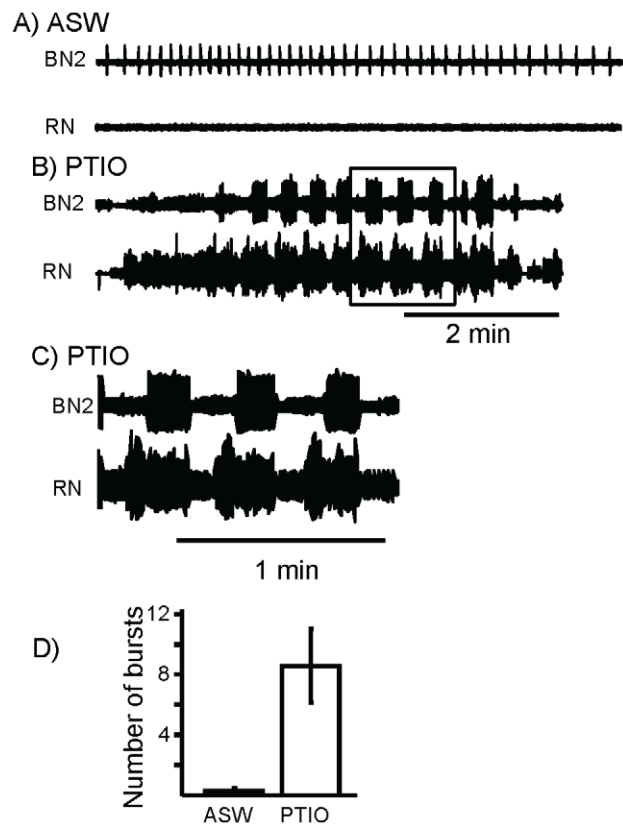 A) ASW
BN2
RN
B) PTIO
BN2
RN
2 min
C) PTIO
BN2
RN
1 min
D)
Number of bursts
12
8
4
ASW PTIO